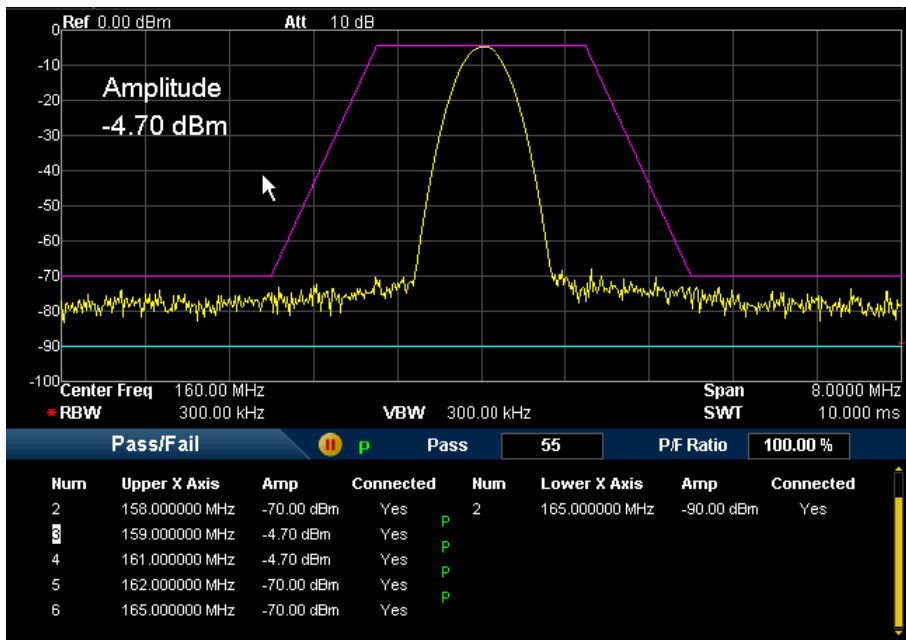 Ref 0.00 dBm Att 10 dB
0
-10
Amplitude
-20
-4.70 dBm
-30
-40
-50
-60
-70
-80
-90
-100
Center Freq 160.00 MHz Span 8.0000 MHz
* RBW 300.00 kHz VBW 300.00 kHz SWT 10.000 ms
Pass/Fail p Pass 55 P/F Ratio 100.00 %
Num Upper X Axis Amp Connected Num Lower X Axis Amp Connected
2 158.000000 MHz -70.00 dBm Yes 2 165.000000 MHz -90.00 dBm Yes
P
3 159.000000 MHz -4.70 dBm Yes
P
4 161.000000 MHz -4.70 dBm Yes
P
5 162.000000 MHz -70.00 dBm Yes
P
6 165.000000 MHz -70.00 dBm Yes